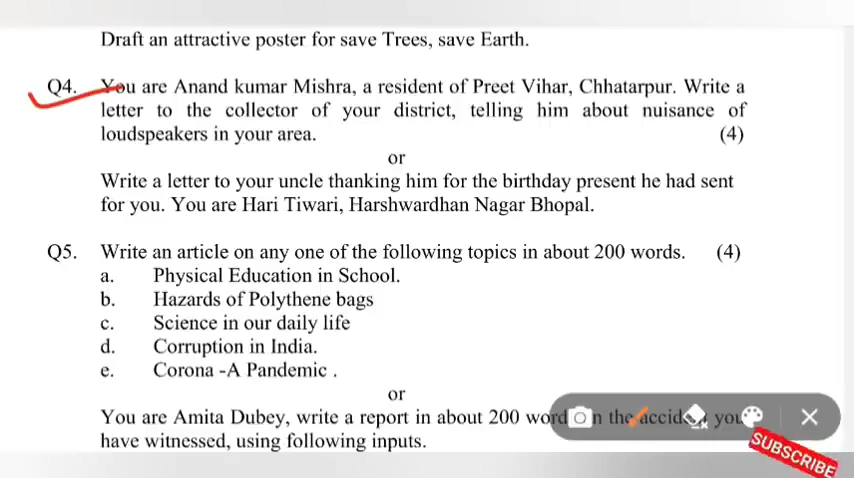 Draft an attractive poster for save Trees, save Earth.
Q4. You are Anand kumar Mishra, a resident of Preet Vihar, Chhatarpur. Write a
letter to the collector of your district, telling him about nuisance of
loudspeakers in your area. (4)
or
Write a letter to your uncle thanking him for the birthday present he had sent
for you. You are Hari Tiwari, Harshwardhan Nagar Bhopal.
Q5. Write an article on any one of the following topics in about 200 words. (4)
a. Physical Education in School.
b. Hazards of Polythene bags
c. Science in our daily life
d. Corruption in India.
e. Corona -A Pandemic .
or
You are Amita Dubey, write a report in about 200 word n the you
have witnessed, using following inputs.
SUBSCRIBE